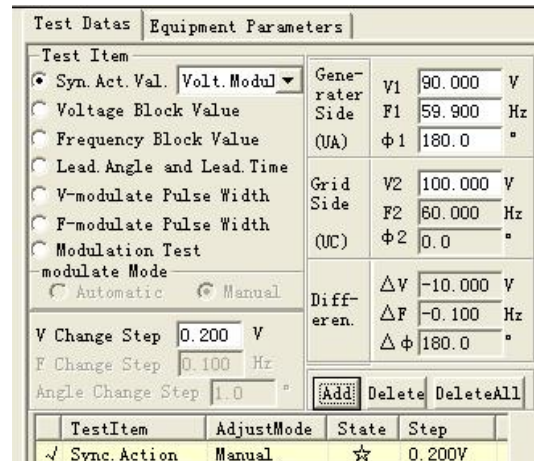 Test Datas Equipment Parameters
Test Item
Syn.Act.Val. Volt.Modul
Voltage Block Value
Frequency Block Value
Lead.Angle and Lead.Time
V-modulate Pulse Width
F-modulate Pulse Width
Modulation Test
modulate Mode
Automatic Manual
V Change Step 0.200 V
F Change Step 0.100 Hz
Angle Change Step 1.0 °
Gene-
rater
Side
(UA)
V1 90.000 V
F1 59.900 Hz
Φ1 180.0 °
Grid
Side
(UC)
V2 100.000 V
F2 60.000 Hz
Φ2 0.0 °
Diff-
eren.
△V -10.000 V
△F -0.100 Hz
△Φ 180.0 °
Add Delete DeleteAll
TestItem AdjustMode State Step
√ Sync.Action Manual ☆ 0.200V